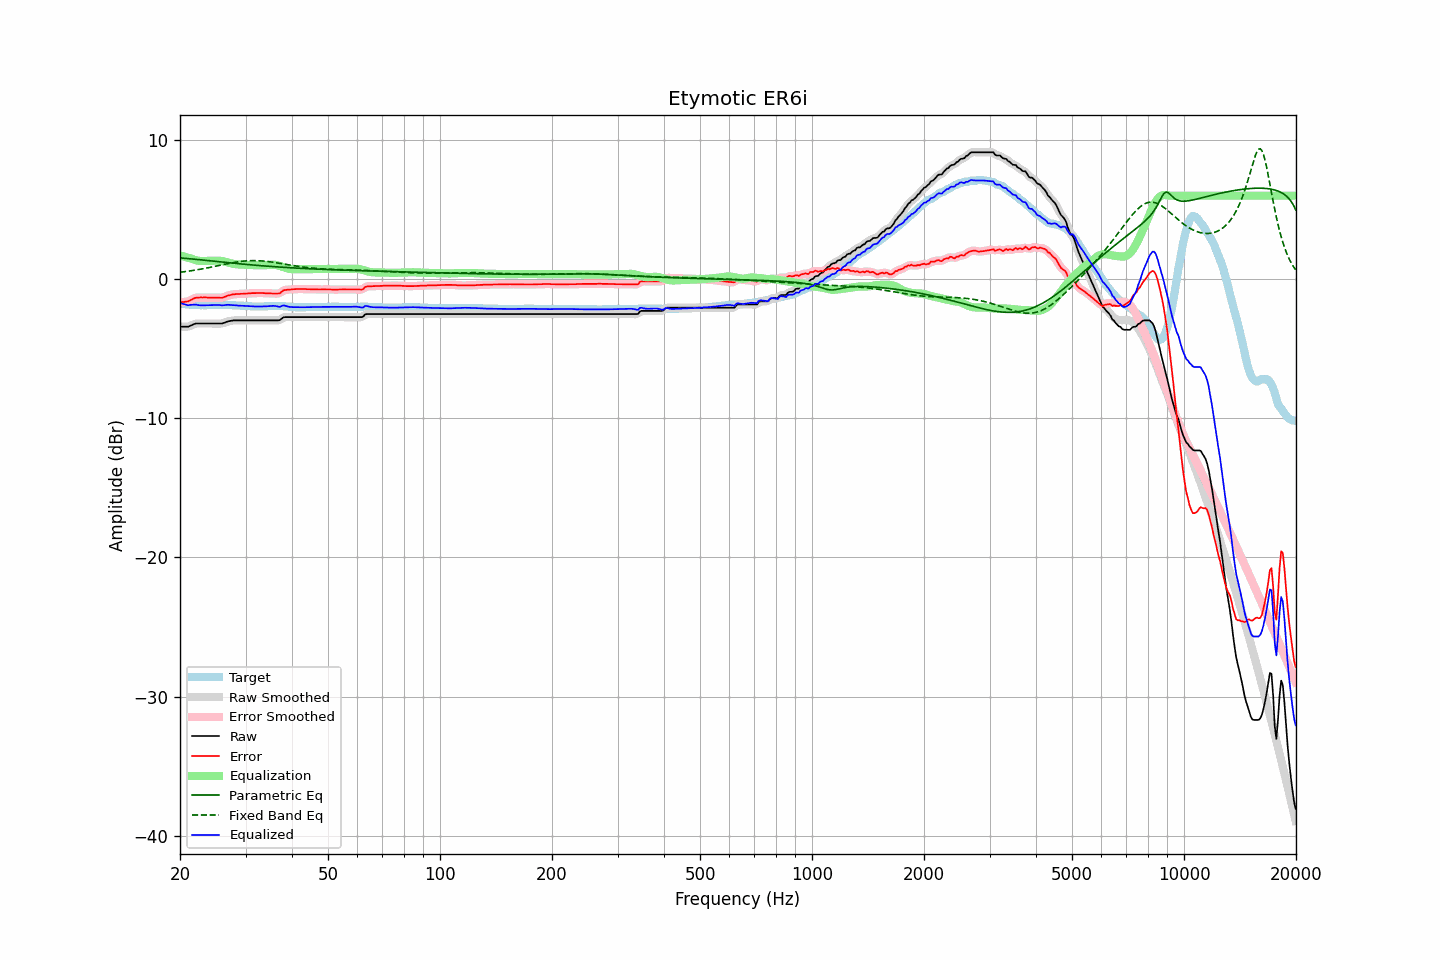 Etymotic ER6i
Amplitude (dBr)
10
0
−10
−20
−30
−40
Target
Raw Smoothed
Error Smoothed
Raw
Error
Equalization
Parametric Eq
Fixed Band Eq
Equalized
20 50 100 200 500 1000 2000 5000 10000 20000
Frequency (Hz)